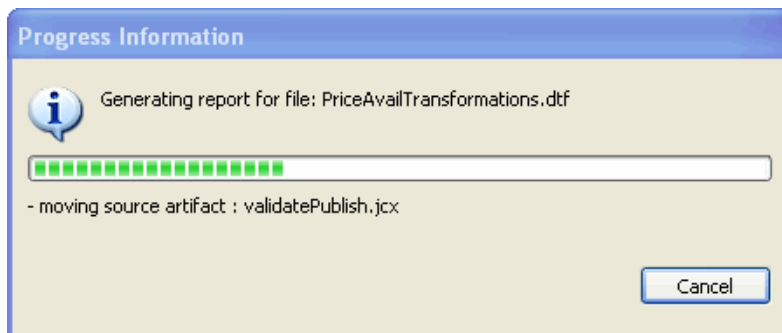 Progress Information
Generating report for file: PriceAvailTransformations.dtf
- moving source artifact : validatePublish.jcx
Cancel